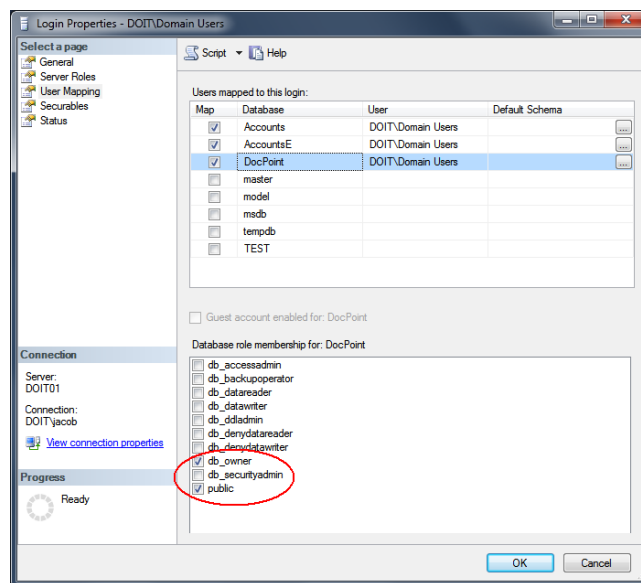 Login Properties - DOIT\Domain Users
Select a page
General
Server Roles
User Mapping
Securables
Status
Script Help
Users mapped to this login:
Map Database User Default Schema
Accounts DOIT\Domain Users ...
AccountsE DOIT\Domain Users ...
DocPoint DOIT\Domain Users ...
master
model
msdb
tempdb
TEST
Guest account enabled for: DocPoint
Database role membership for: DocPoint
db_accessadmin
db_backupoperator
db_datareader
db_datawriter
db_ddladmin
db_denydatareader
db_denydatawriter
db_owner
db_securityadmin
public
Connection
Server:
DOIT01
Connection:
DOIT\jacob
View connection properties
Progress
Ready
OK Cancel